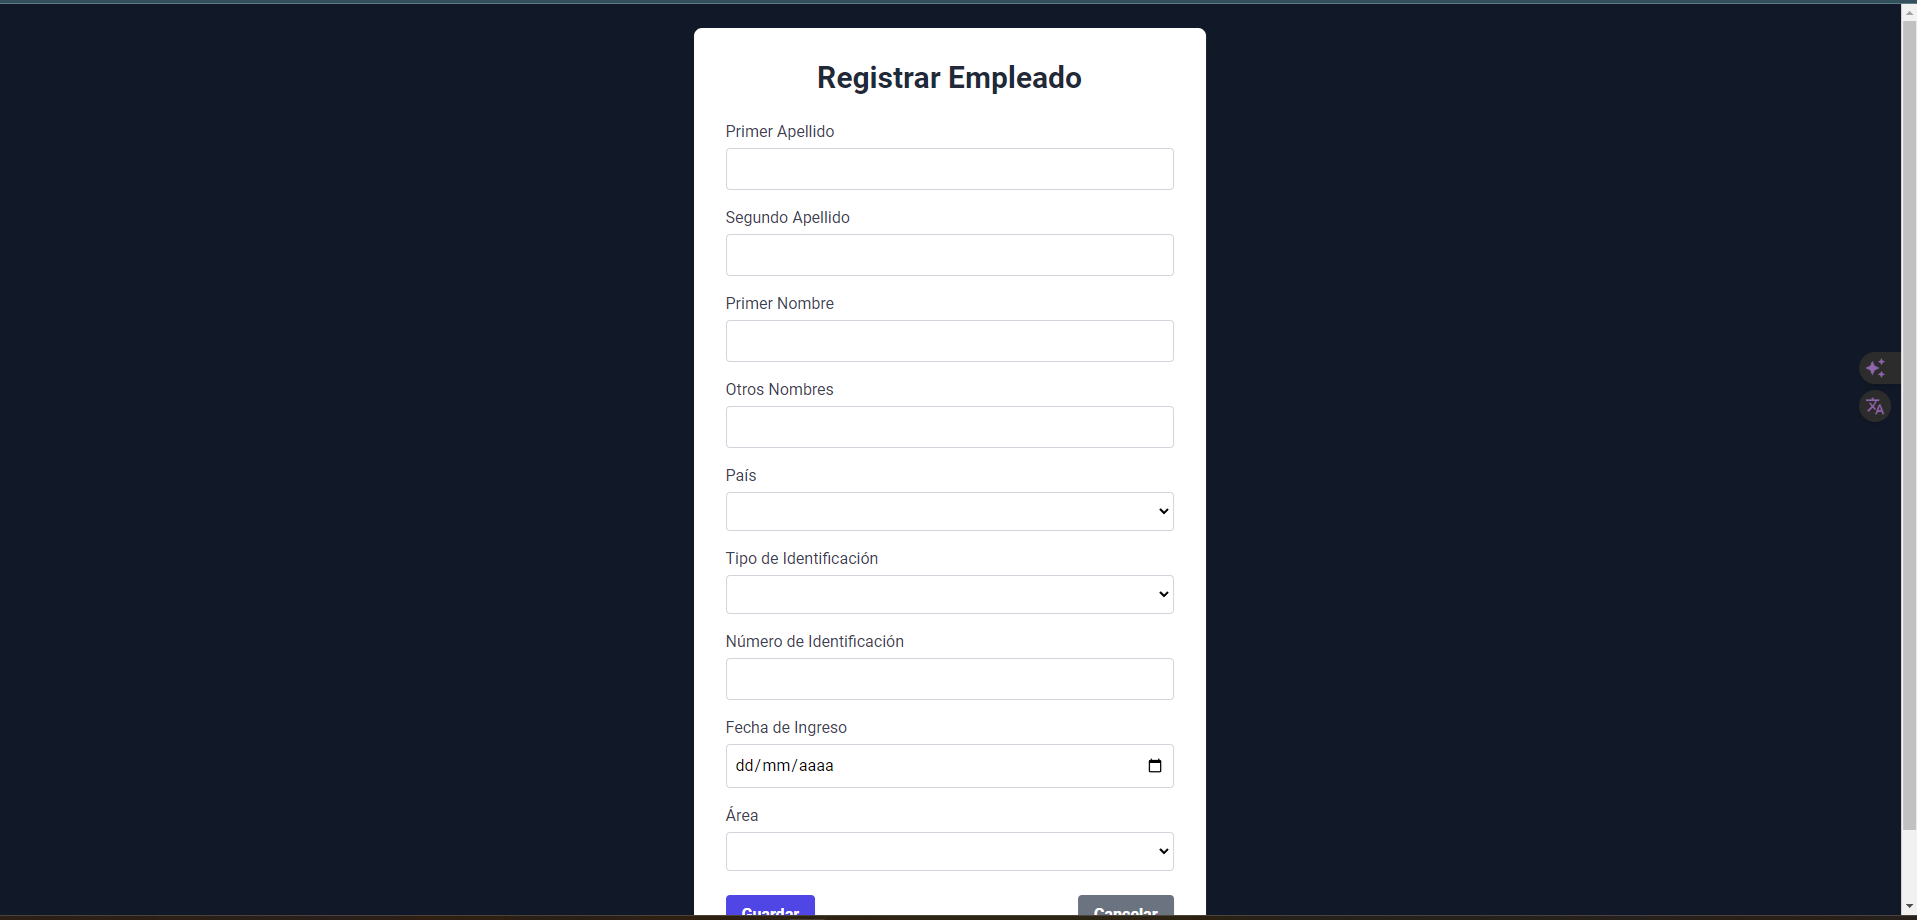 Registrar Empleado
Primer Apellido
Segundo Apellido
Primer Nombre
Otros Nombres
País
Tipo de Identificación
Número de Identificación
Fecha de Ingreso
dd/mm/aaaa
Área
Guardar Cancelar